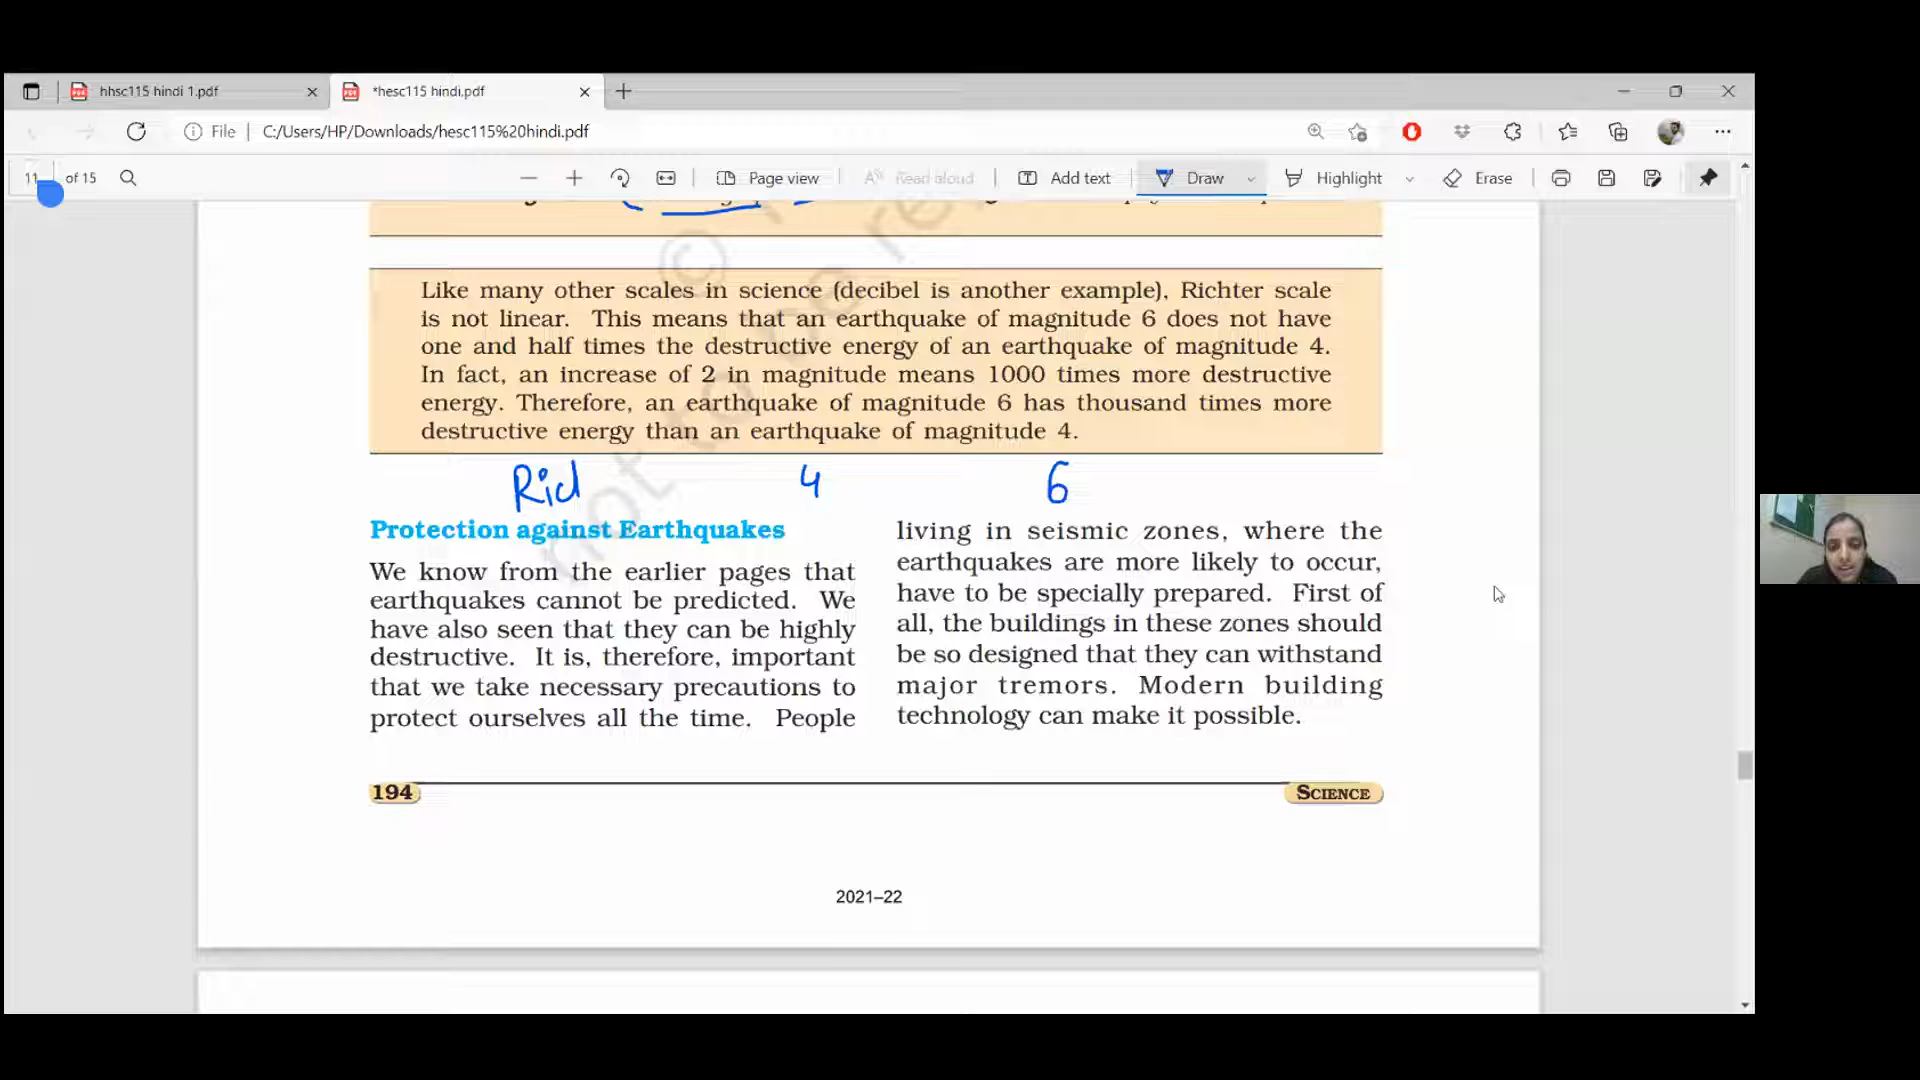 hhsc115 hindi 1.pdf
*hesc115 hindi.pdf
File
C:/Users/HP/Downloads/hesc115%20hindi.pdf
11 of 15
Page view
Read aloud
Add text
Draw
Highlight
Erase
Like many other scales in science (decibel is another example), Richter scale
is not linear. This means that an earthquake of magnitude 6 does not have
one and half times the destructive energy of an earthquake of magnitude 4.
In fact, an increase of 2 in magnitude means 1000 times more destructive
energy. Therefore, an earthquake of magnitude 6 has thousand times more
destructive energy than an earthquake of magnitude 4.
4 6
Protection against Earthquakes
We know from the earlier pages that
earthquakes cannot be predicted. We
have also seen that they can be highly
destructive. It is, therefore, important
that we take necessary precautions to
protect ourselves all the time. People
living in seismic zones, where the
earthquakes are more likely to occur,
have to be specially prepared. First of
all, the buildings in these zones should
be so designed that they can withstand
major tremors. Modern building
technology can make it possible.
194
SCIENCE
2021–22
©
not to be re